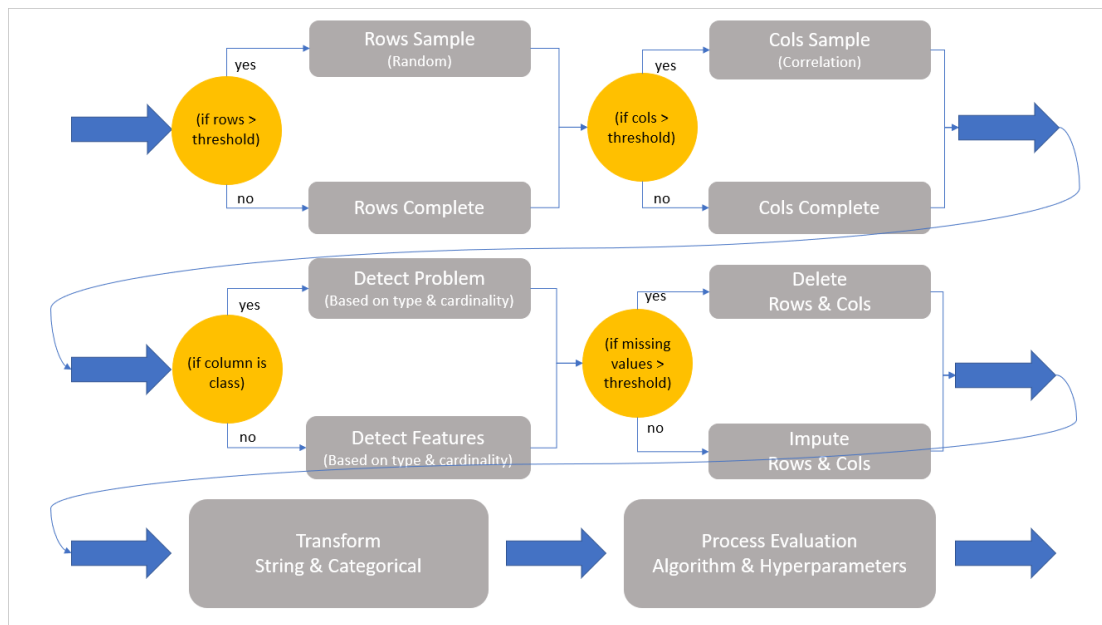 Rows Sample
(Random)
yes
(if rows >
threshold)
no
Rows Complete
Cols Sample
(Correlation)
yes
(if cols >
threshold)
no
Cols Complete
Detect Problem
(Based on type & cardinality)
yes
(if column is
class)
no
Detect Features
(Based on type & cardinality)
Delete
Rows & Cols
yes
(if missing
values >
threshold)
no
Impute
Rows & Cols
Transform
String & Categorical
Process Evaluation
Algorithm & Hyperparameters